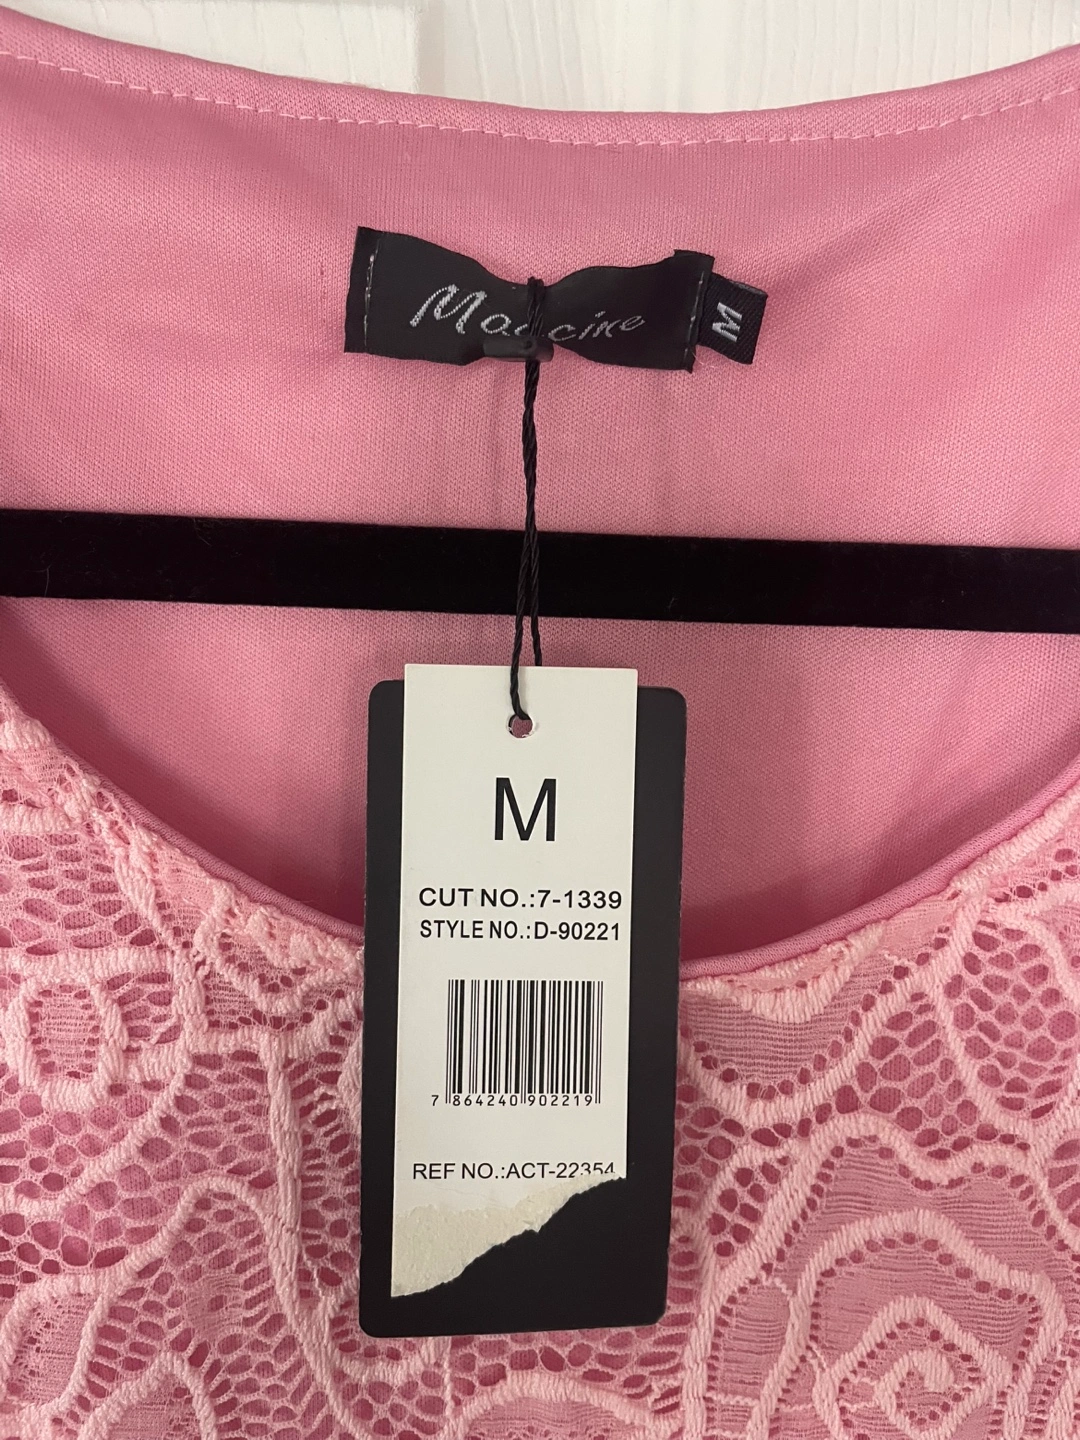 M
M
CUT NO.:7-1339
STYLE NO.:D-90221
7 864240 902219
REF NO.:ACT-22354